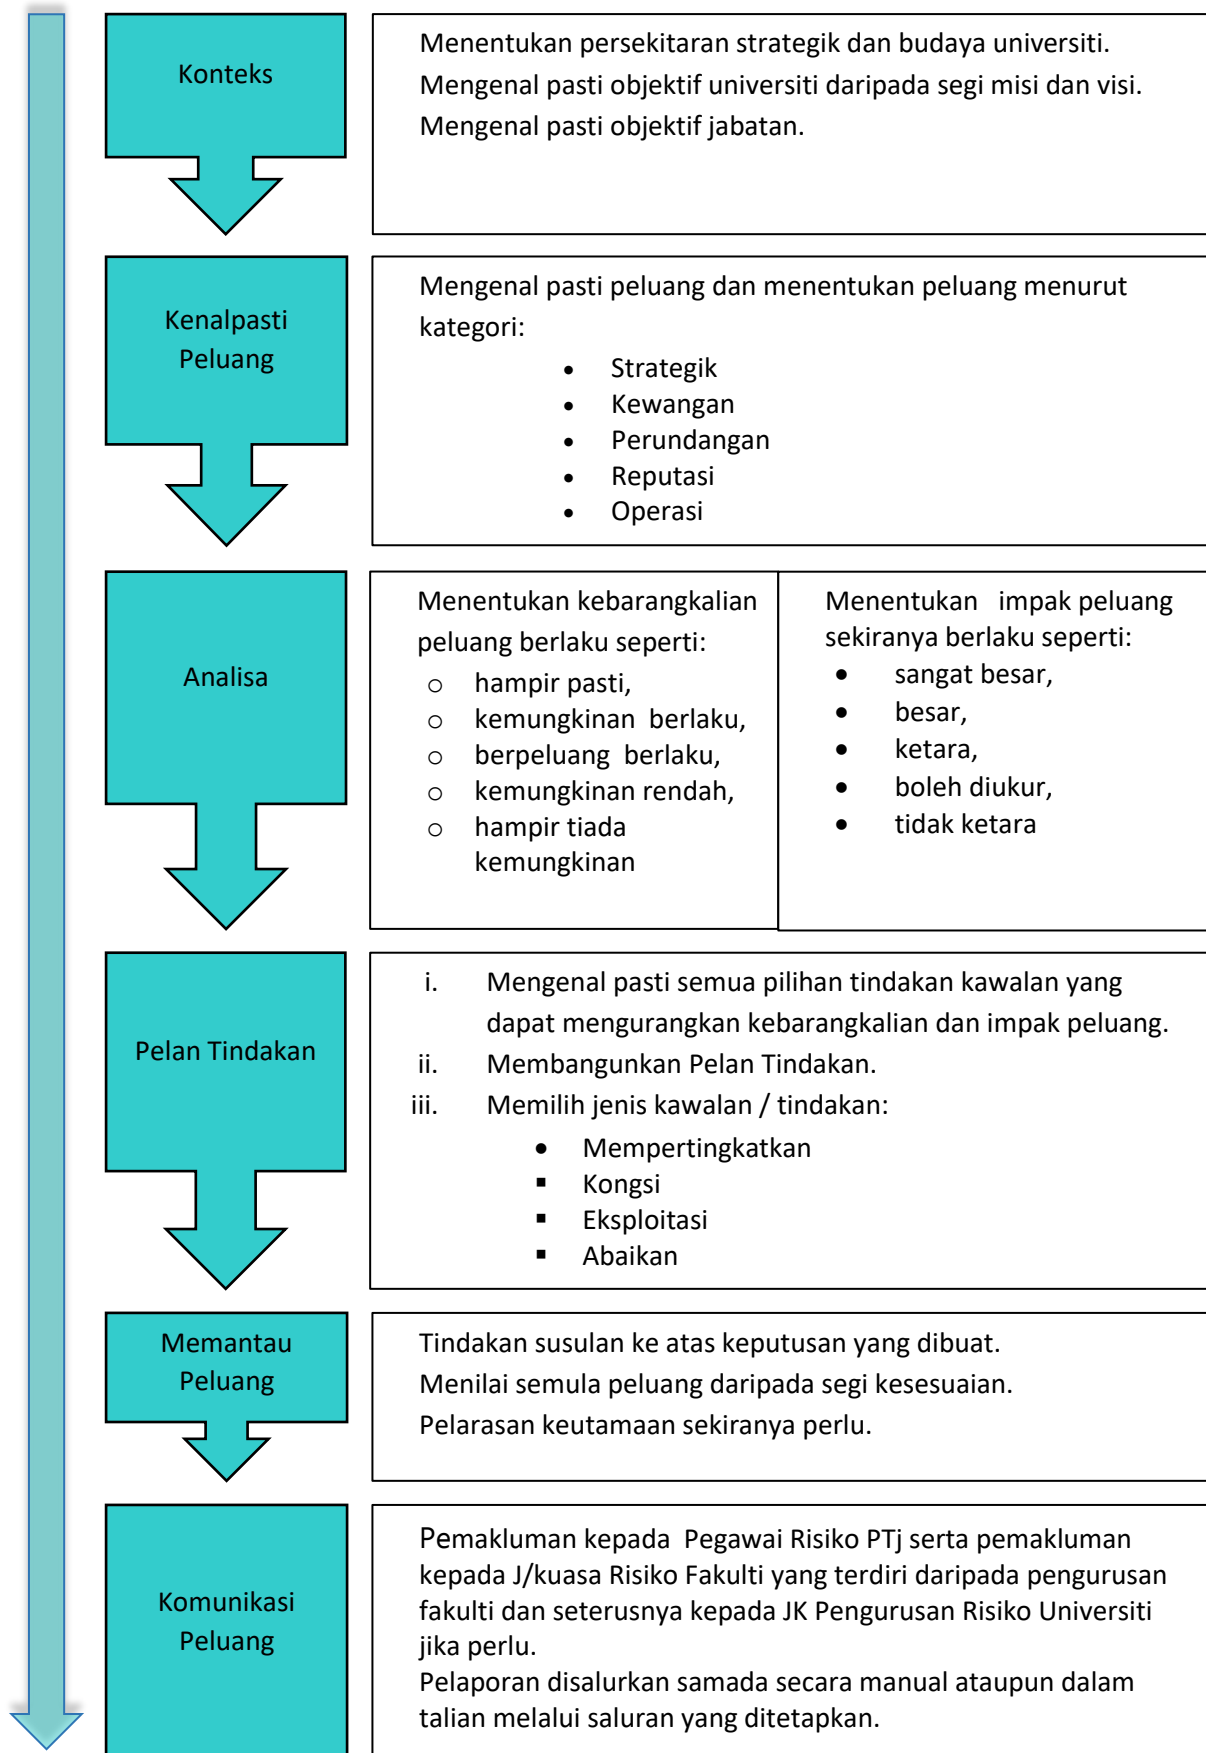 Konteks
Menentukan persekitaran strategik dan budaya universiti.
Mengenal pasti objektif universiti daripada segi misi dan visi.
Mengenal pasti objektif jabatan.
Kenalpasti
Peluang
Mengenal pasti peluang dan menentukan peluang menurut
kategori:
• Strategik
• Kewangan
• Perundangan
• Reputasi
• Operasi
Analisa
Menentukan kebarangkalian
peluang berlaku seperti:
o hampir pasti,
o kemungkinan berlaku,
o berpeluang berlaku,
o kemungkinan rendah,
o hampir tiada
kemungkinan
Menentukan impak peluang
sekiranya berlaku seperti:
• sangat besar,
• besar,
• ketara,
• boleh diukur,
• tidak ketara
Pelan Tindakan
i. Mengenal pasti semua pilihan tindakan kawalan yang
dapat mengurangkan kebarangkalian dan impak peluang.
ii. Membangunkan Pelan Tindakan.
iii. Memilih jenis kawalan / tindakan:
• Mempertingkatkan
▪ Kongsi
▪ Eksploitasi
▪ Abaikan
Memantau
Peluang
Tindakan susulan ke atas keputusan yang dibuat.
Menilai semula peluang daripada segi kesesuaian.
Pelarasan keutamaan sekiranya perlu.
Komunikasi
Peluang
Pemakluman kepada Pegawai Risiko PTj serta pemakluman
kepada J/kuasa Risiko Fakulti yang terdiri daripada pengurusan
fakulti dan seterusnya kepada JK Pengurusan Risiko Universiti
jika perlu.
Pelaporan disalurkan samada secara manual ataupun dalam
talian melalui saluran yang ditetapkan.